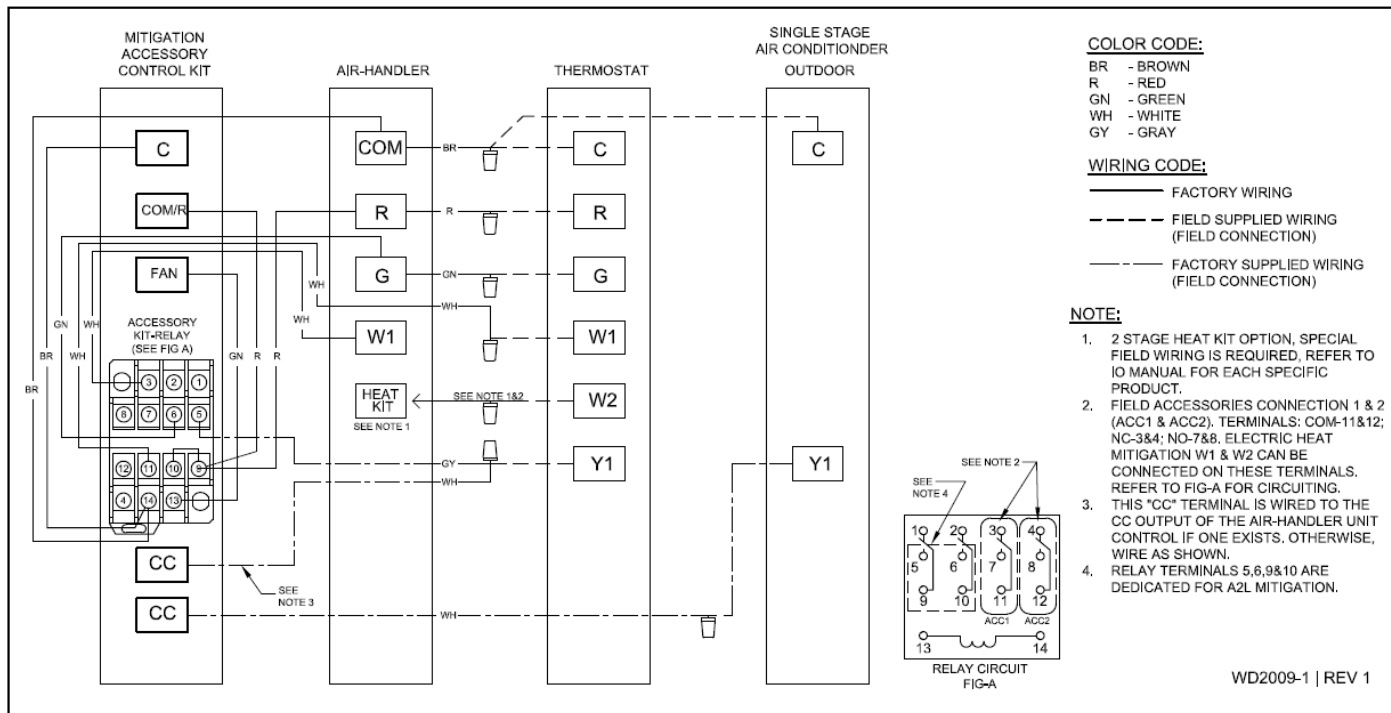 MITIGATION
ACCESSORY
CONTROL KIT
AIR-HANDLER
THERMOSTAT
SINGLE STAGE
AIR CONDITIONDER
OUTDOOR
C
COM/R
FAN
ACCESSORY
KIT-RELAY
(SEE FIG A)
3 2 1
8 7 6 5
12 11 10 9
4 14 13
CC
CC
GN
WH
BR
WH
BR
GN
R
R
WH
WH
SEE
NOTE 3
COM
R
G
W1
HEAT
KIT
SEE NOTE 1
BR
R
GN
WH
SEE NOTE 1&2
GY
WH
WH
C
R
G
W1
W2
Y1
C
Y1
COLOR CODE:
BR - BROWN
R - RED
GN - GREEN
WH - WHITE
GY - GRAY
WIRING CODE:
FACTORY WIRING
FIELD SUPPLIED WIRING
(FIELD CONNECTION)
FACTORY SUPPLIED WIRING
(FIELD CONNECTION)
NOTE:
1. 2 STAGE HEAT KIT OPTION, SPECIAL
FIELD WIRING IS REQUIRED, REFER TO
IO MANUAL FOR EACH SPECIFIC
PRODUCT.
2. FIELD ACCESSORIES CONNECTION 1 & 2
(ACC1 & ACC2). TERMINALS: COM-11&12;
NC-3&4; NO-7&8. ELECTRIC HEAT
MITIGATION W1 & W2 CAN BE
CONNECTED ON THESE TERMINALS.
REFER TO FIG-A FOR CIRCUITING.
3. THIS "CC" TERMINAL IS WIRED TO THE
CC OUTPUT OF THE AIR-HANDLER UNIT
CONTROL IF ONE EXISTS. OTHERWISE,
WIRE AS SHOWN.
4. RELAY TERMINALS 5,6,9&10 ARE
DEDICATED FOR A2L MITIGATION.
SEE NOTE 2
SEE
NOTE 4
1 2 3 4
5 6 7 8
9 10 11 12
ACC1 ACC2
13 14
RELAY CIRCUIT
FIG-A
WD2009-1 | REV 1